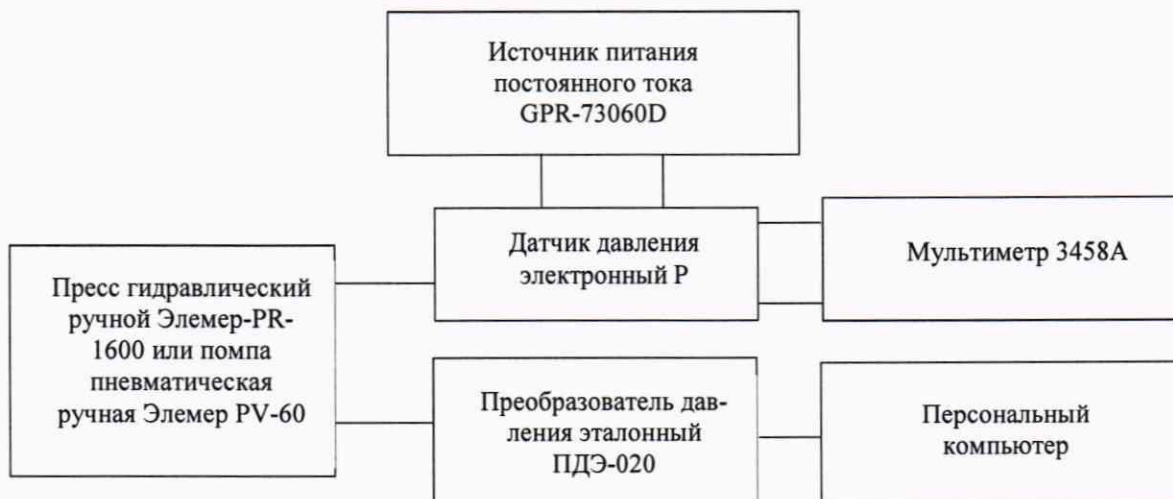 Источник питания
постоянного тока
GPR-73060D
Датчик давления
электронный Р
Мультиметр 3458А
Пресс гидравлический
ручной Элемер-PR-
1600 или помпа
пневматическая
ручная Элемер PV-60
Преобразователь дав-
ления эталонный
ПДЭ-020
Персональный
компьютер